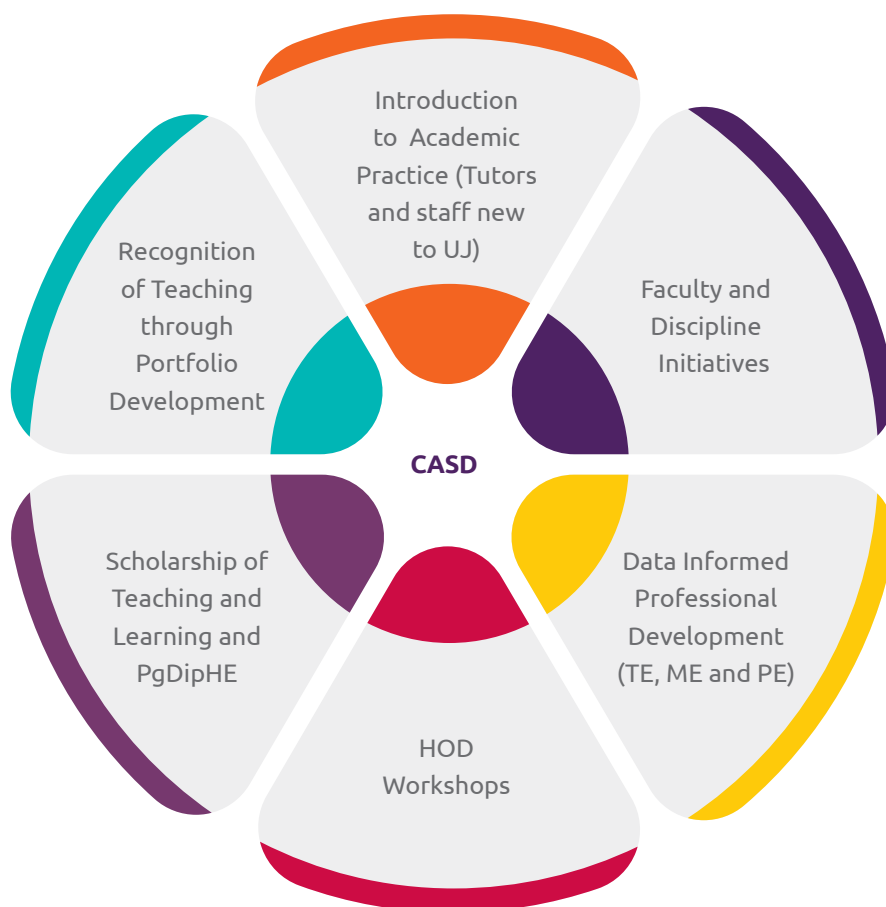 Introduction
to Academic
Practice (Tutors
and staff new
to UJ)
Faculty and
Discipline
Initiatives
Data Informed
Professional
Development
(TE, ME and PE)
HOD
Workshops
Scholarship of
Teaching and
Learning and
PgDipHE
Recognition
of Teaching
through
Portfolio
Development
CASD